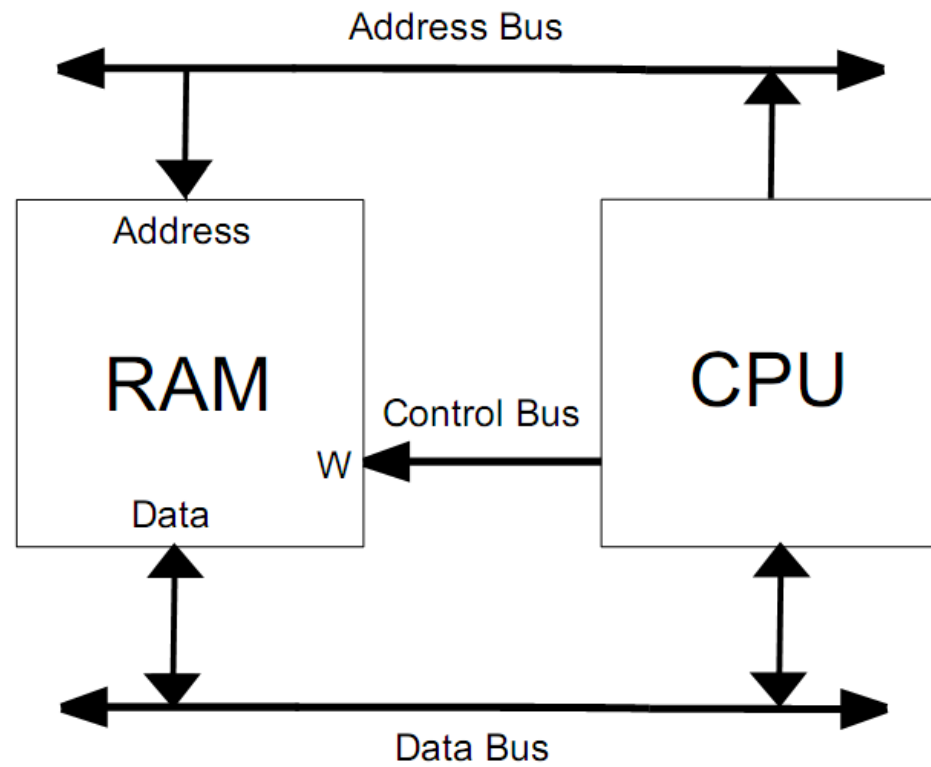 Address Bus
Address
RAM
CPU
Control Bus
W
Data
Data Bus